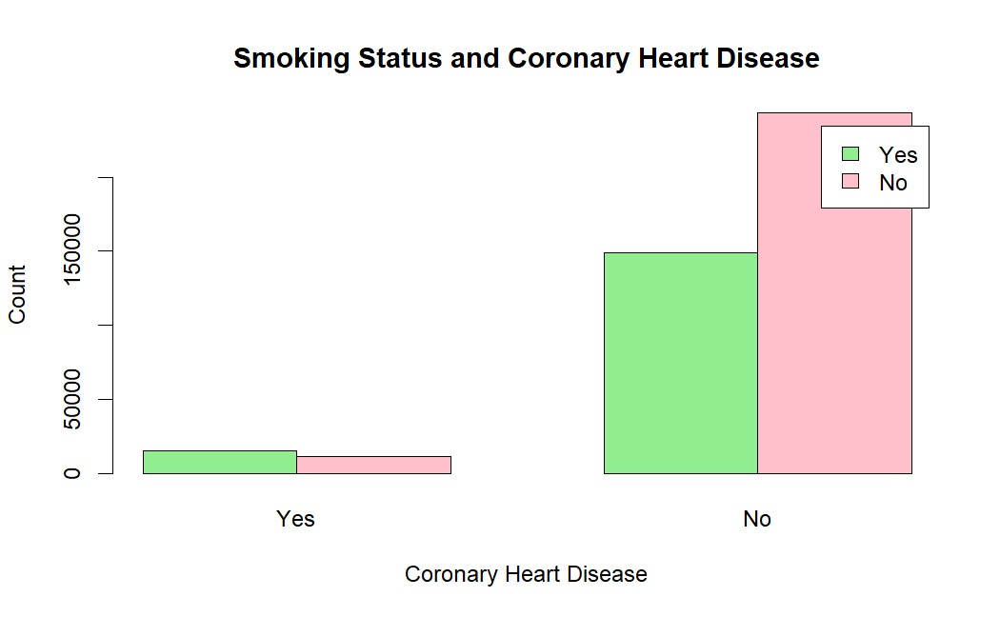 Smoking Status and Coronary Heart Disease
Yes
No
150000
50000
0
Count
Yes No
Coronary Heart Disease